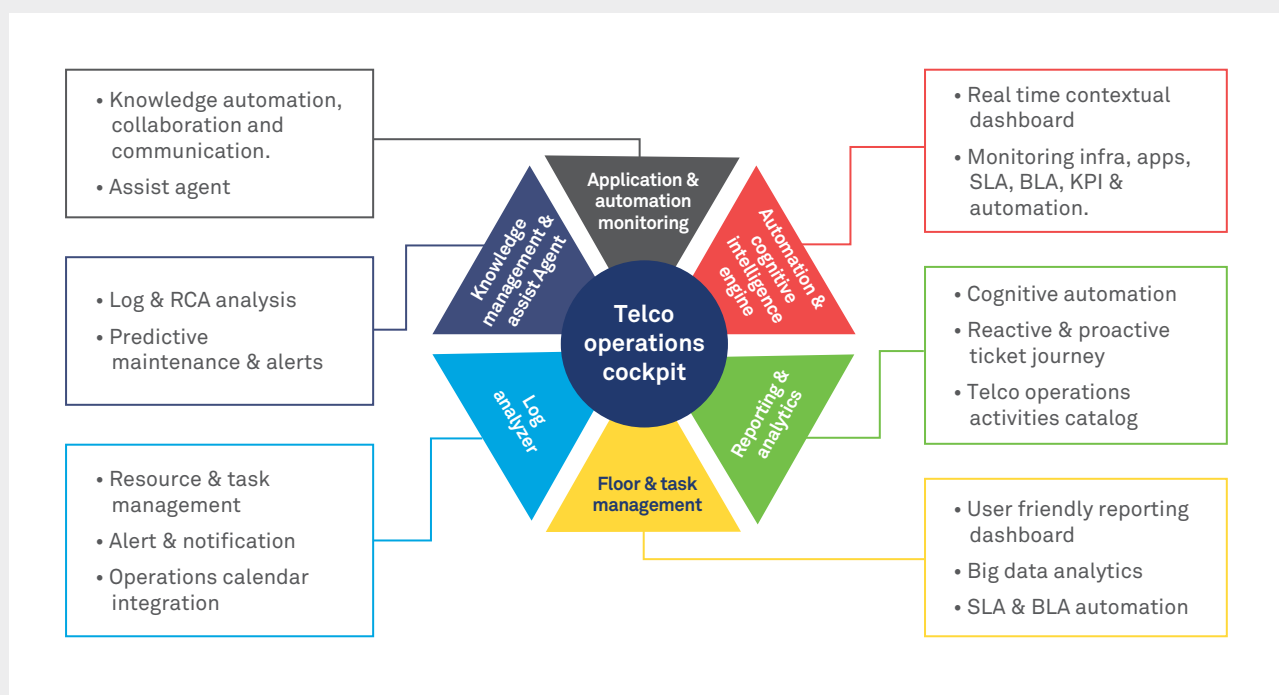 • Knowledge automation,
collaboration and
communication.
• Assist agent
• Log & RCA analysis
• Predictive
maintenance & alerts
• Resource & task
management
• Alert & notification
• Operations calendar
integration
Application &
automation
monitoring
Knowledge
management &
assist Agent
Automation &
cognitive
intelligence
engine
Telco
operations
cockpit
Log
analyzer
Reporting &
analytics
Floor & task
management
• Real time contextual
dashboard
• Monitoring infra, apps,
SLA, BLA, KPI &
automation.
• Cognitive automation
• Reactive & proactive
ticket journey
• Telco operations
activities catalog
• User friendly reporting
dashboard
• Big data analytics
• SLA & BLA automation